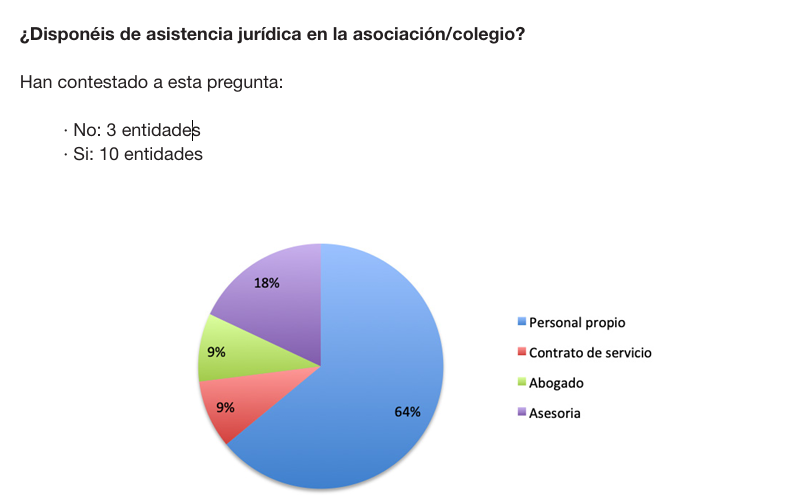 ¿Disponéis de asistencia jurídica en la asociación/colegio?
Han contestado a esta pregunta:
· No: 3 entidades
· Si: 10 entidades
18%
9%
9%
64%
Personal propio
Contrato de servicio
Abogado
Asesoria